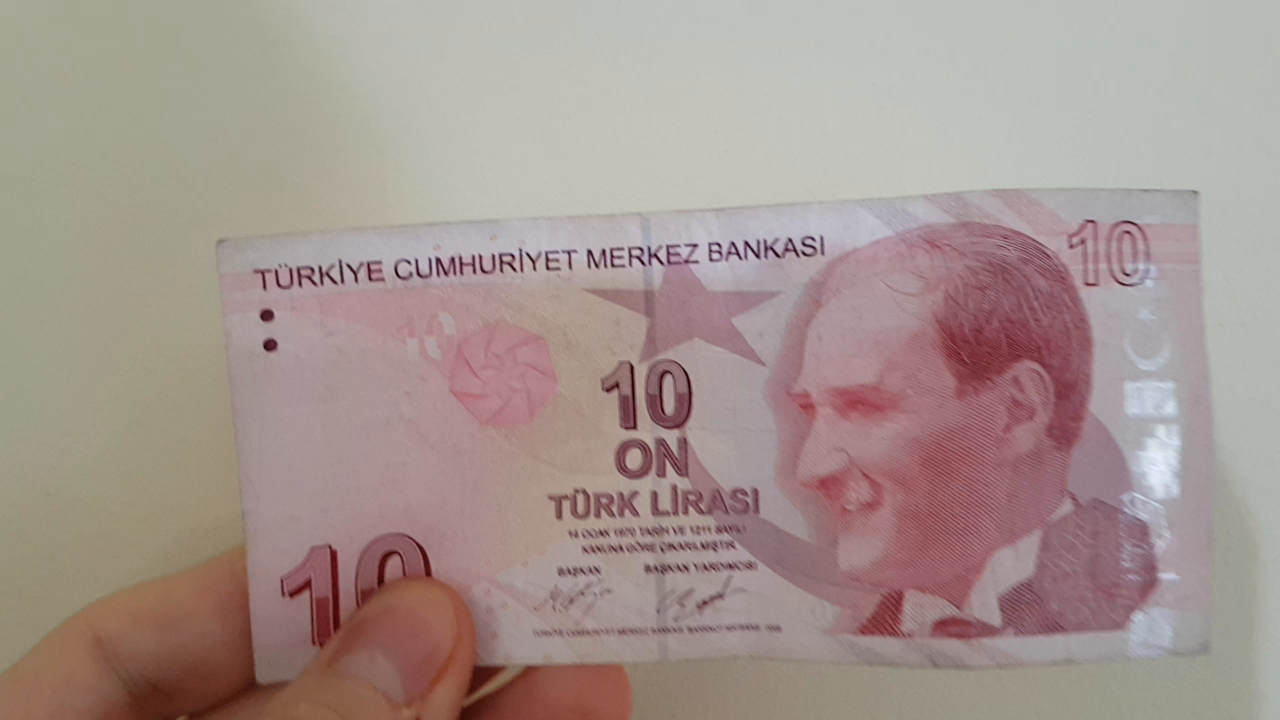 TÜRKİYE CUMHURİYET MERKEZ BANKASI
10
10
10
ON
TÜRK LİRASI
14 OCAK 1970 TARİH VE 1211 SAYILI
KANUNA GÖRE ÇIKARILMIŞTIR
BAŞKAN BAŞKAN YARDIMCISI
10